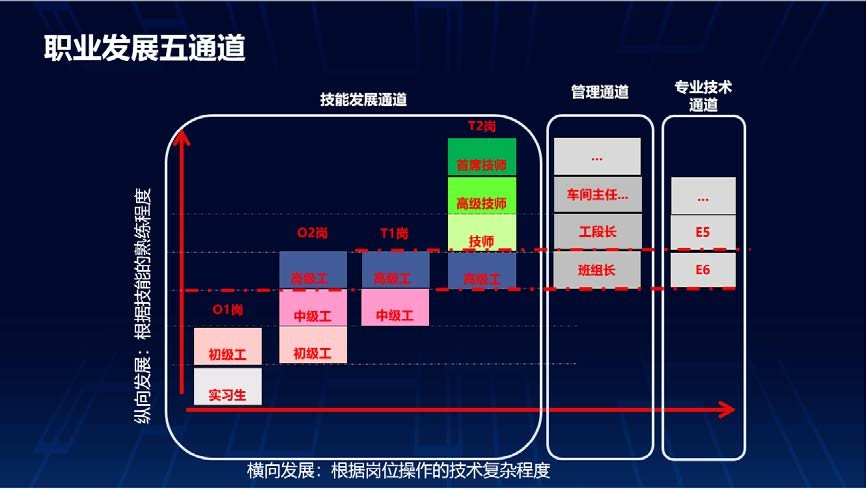 职业发展五通道
技能发展通道
管理通道
专业技术
通道
纵向发展：根据技能的熟练程度
O1岗
初级工
实习生
O2岗
高级工
中级工
初级工
T1岗
高级工
中级工
T2岗
首席技师
高级技师
技师
高级工
...
车间主任...
工段长
班组长
...
E5
E6
横向发展：根据岗位操作的技术复杂程度